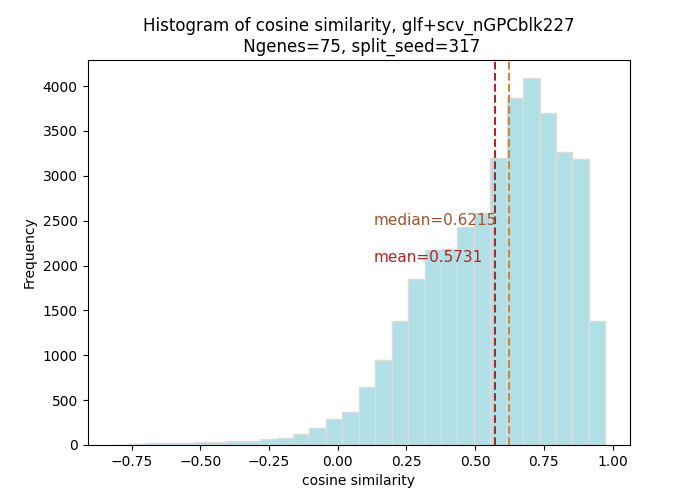 Histogram of cosine similarity, glf+scv_nGPCblk227
Ngenes=75, split_seed=317
Frequency
4000
3500
3000
2500
2000
1500
1000
500
0
median=0.6215
mean=0.5731
−0.75 −0.50 −0.25 0.00 0.25 0.50 0.75 1.00
cosine similarity